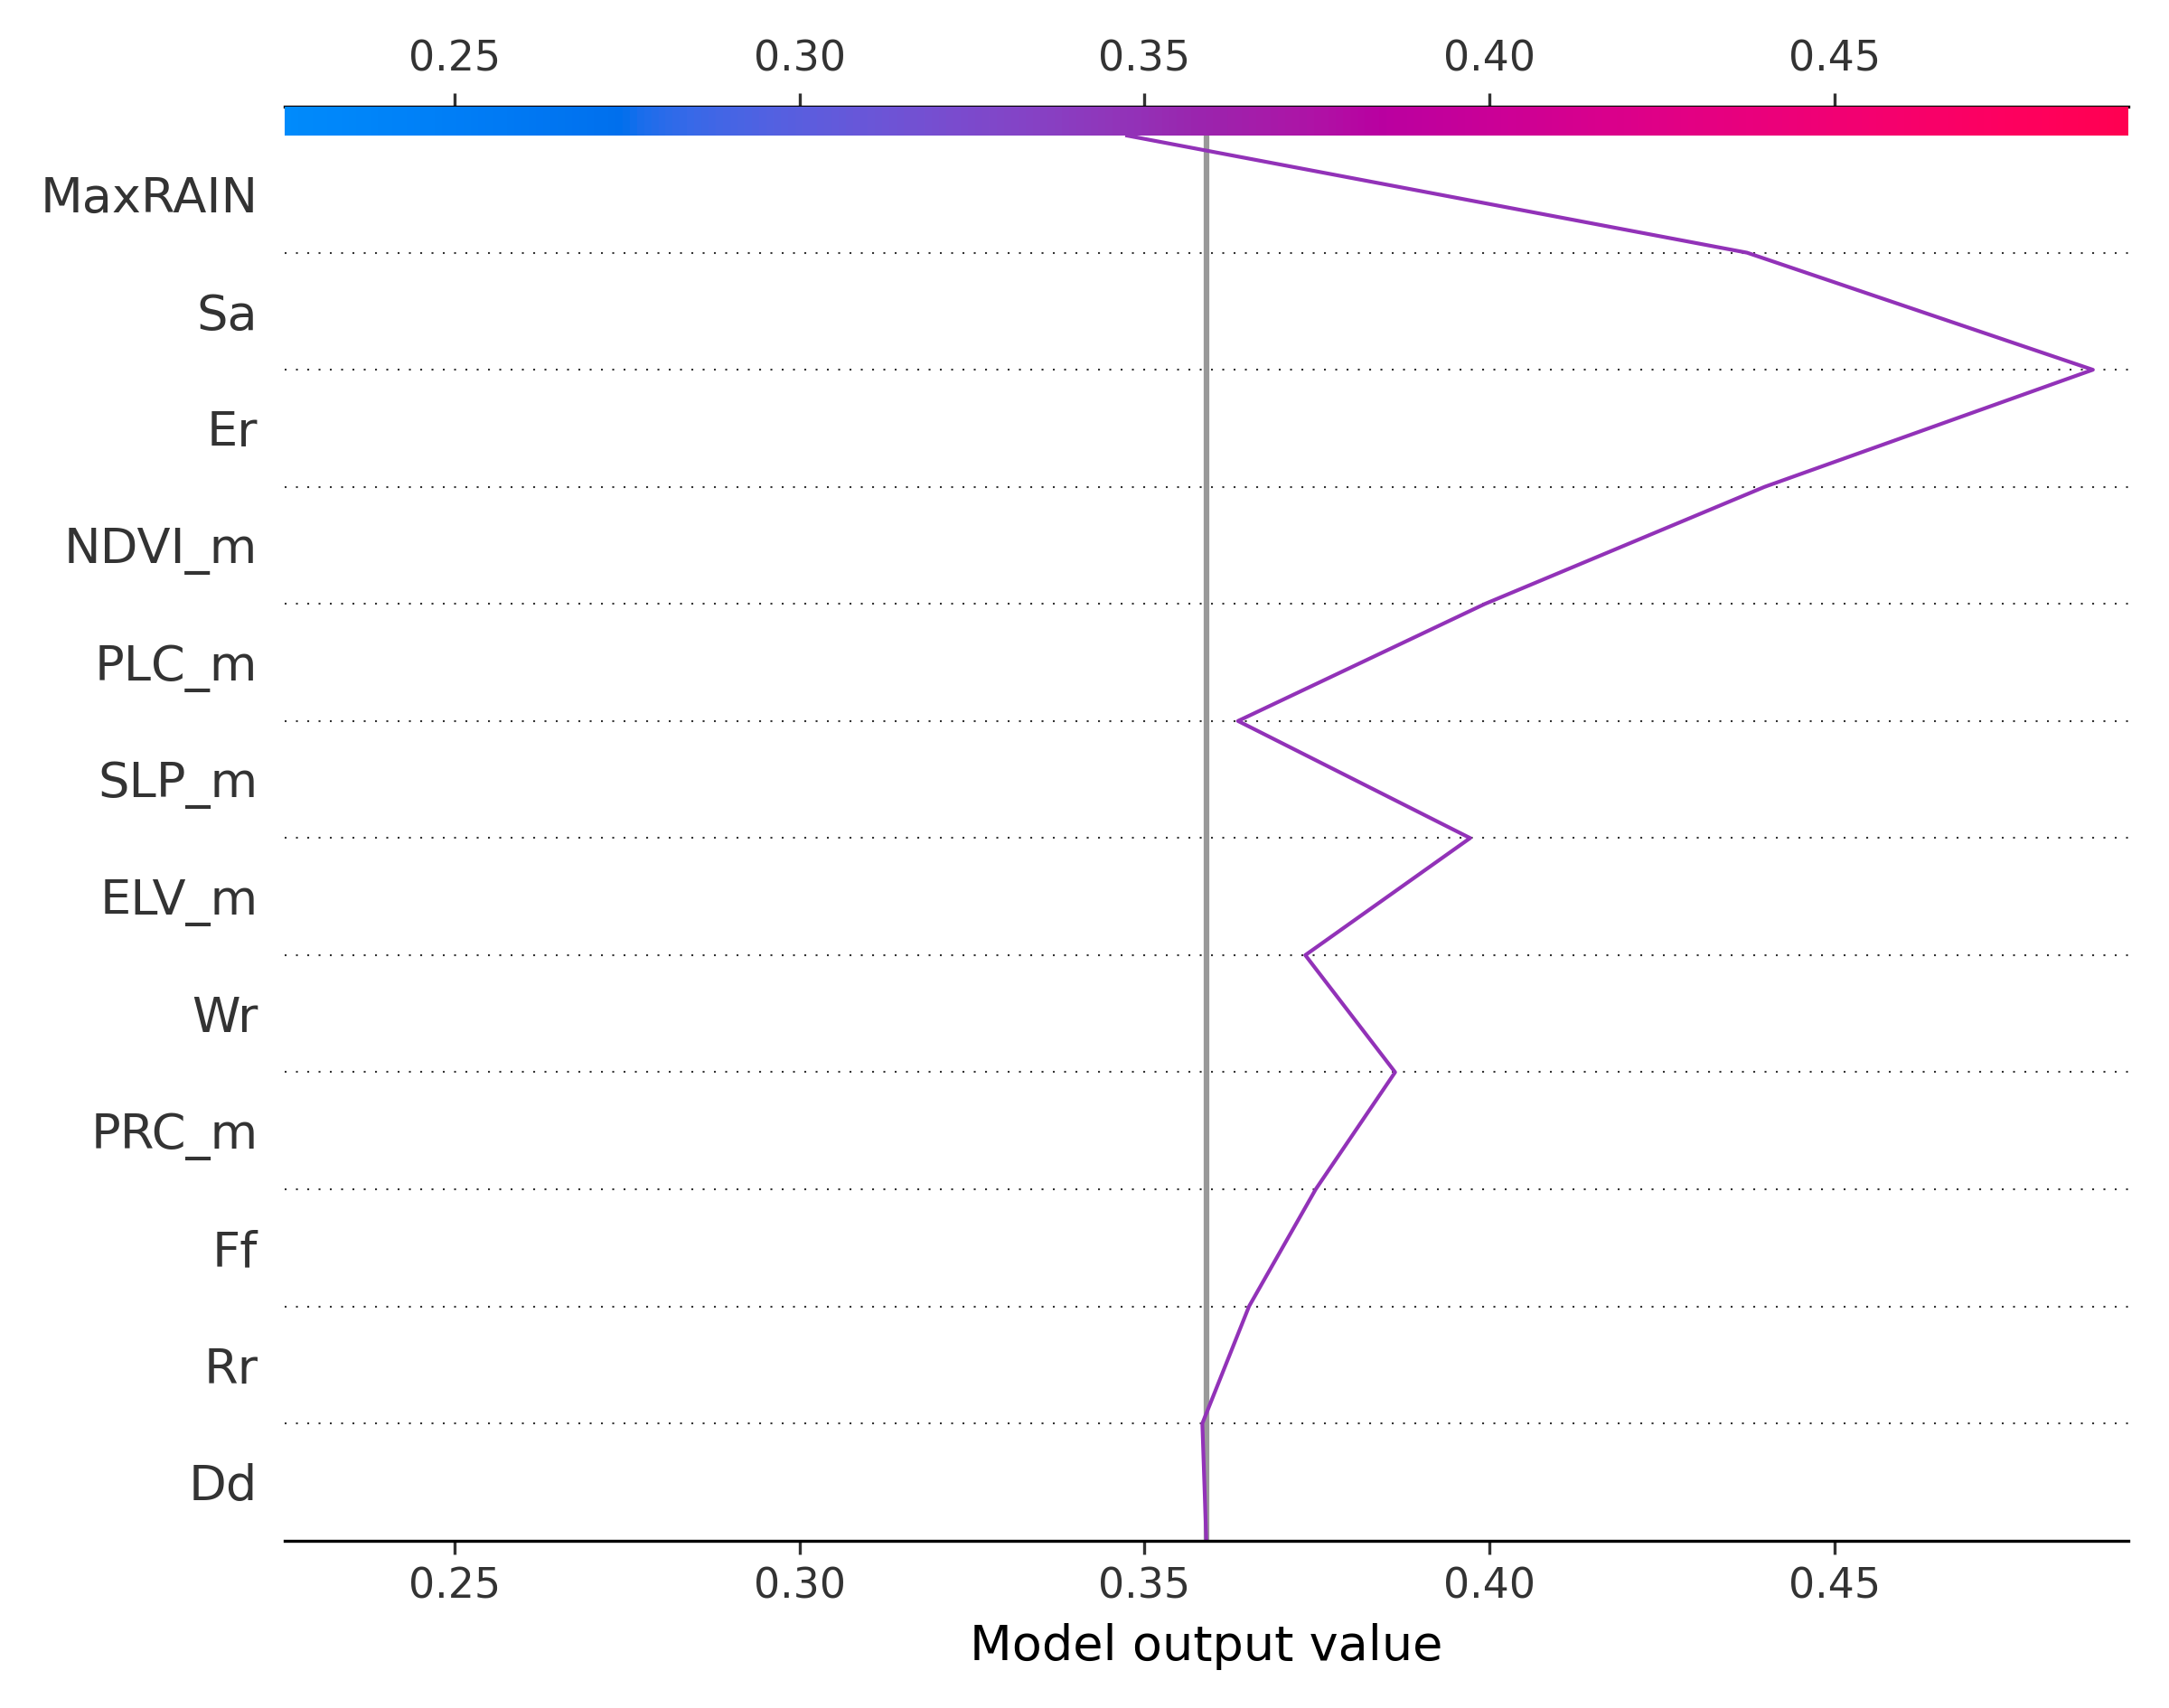 0.25 0.30 0.35 0.40 0.45
MaxRAIN
Sa
Er
NDVI_m
PLC_m
SLP_m
ELV_m
Wr
PRC_m
Ff
Rr
Dd
0.25 0.30 0.35 0.40 0.45
Model output value